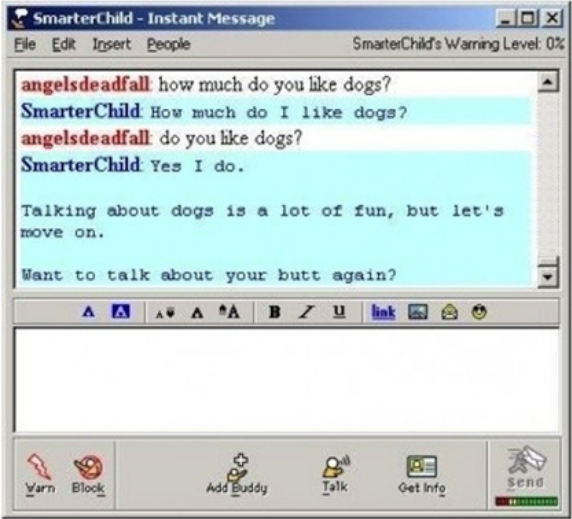 SmarterChild - Instant Message
File Edit Insert People SmarterChild's Warning Level: 0%
angelsdeadfall: how much do you like dogs?
SmarterChild: How much do I like dogs?
angelsdeadfall: do you like dogs?
SmarterChild: Yes I do.
Talking about dogs is a lot of fun, but let's
move on.
Want to talk about your butt again?
A A A A A B I U link
Warn Block Add Buddy Talk Get Info Send